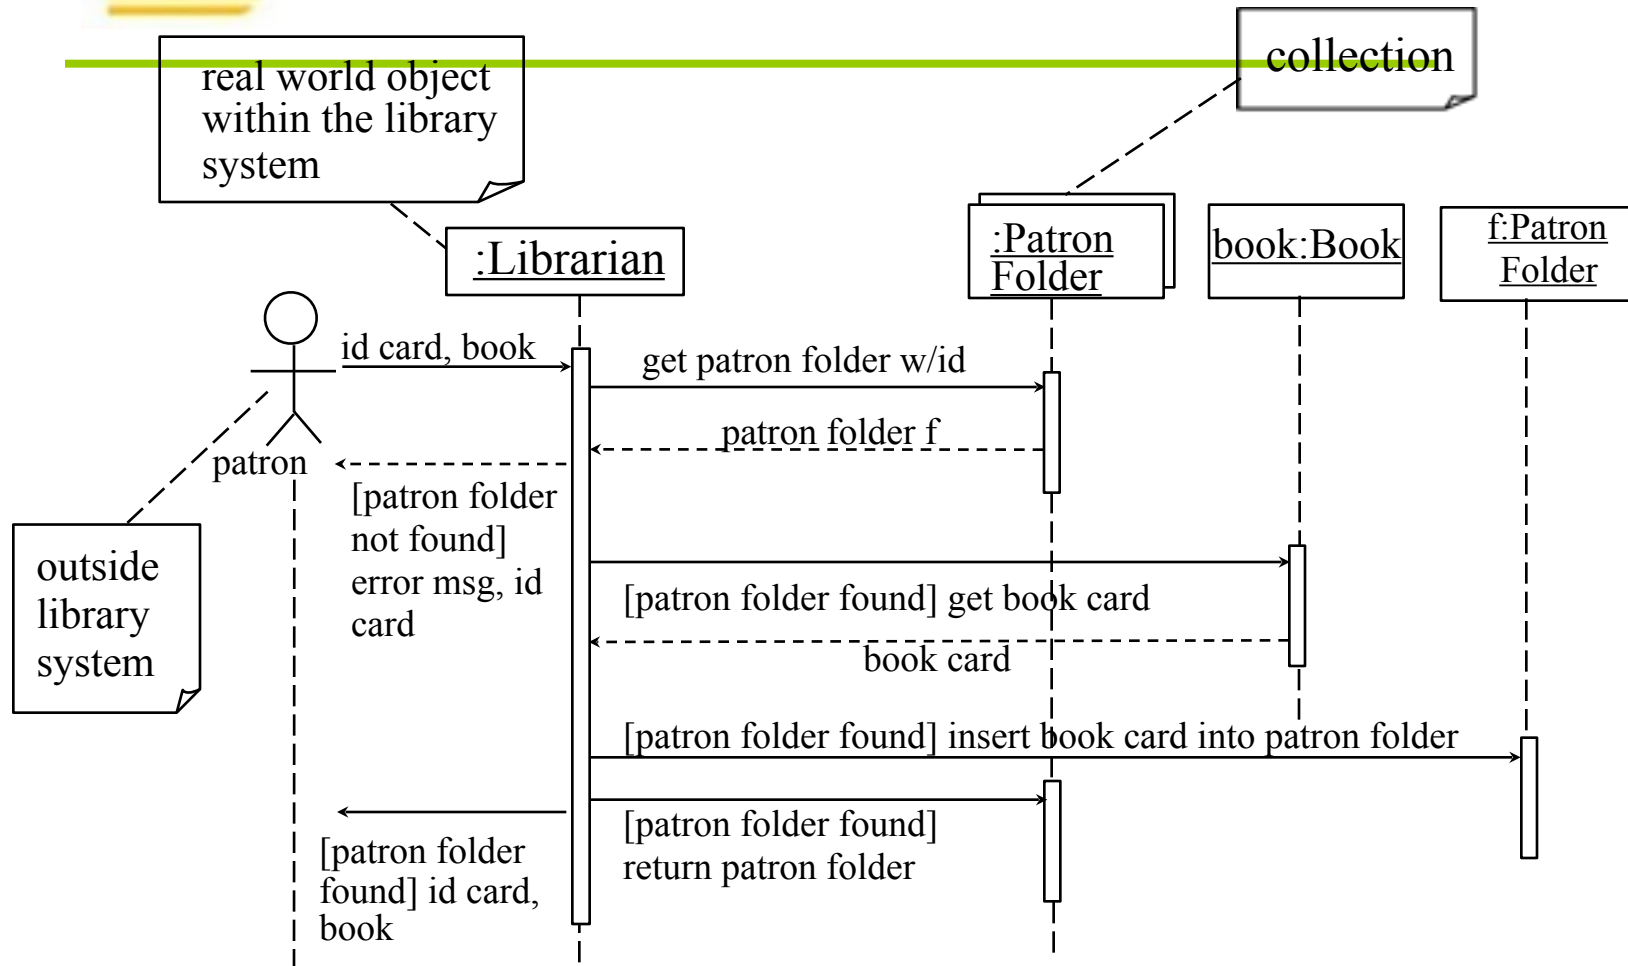 real world object
within the library
system
collection
:Librarian
:Patron
Folder
book:Book
f:Patron
Folder
id card, book
get patron folder w/id
patron folder f
patron
[patron folder
not found]
error msg, id
card
outside
library
system
[patron folder found] get book card
book card
[patron folder found] insert book card into patron folder
[patron folder found]
return patron folder
[patron folder
found] id card,
book